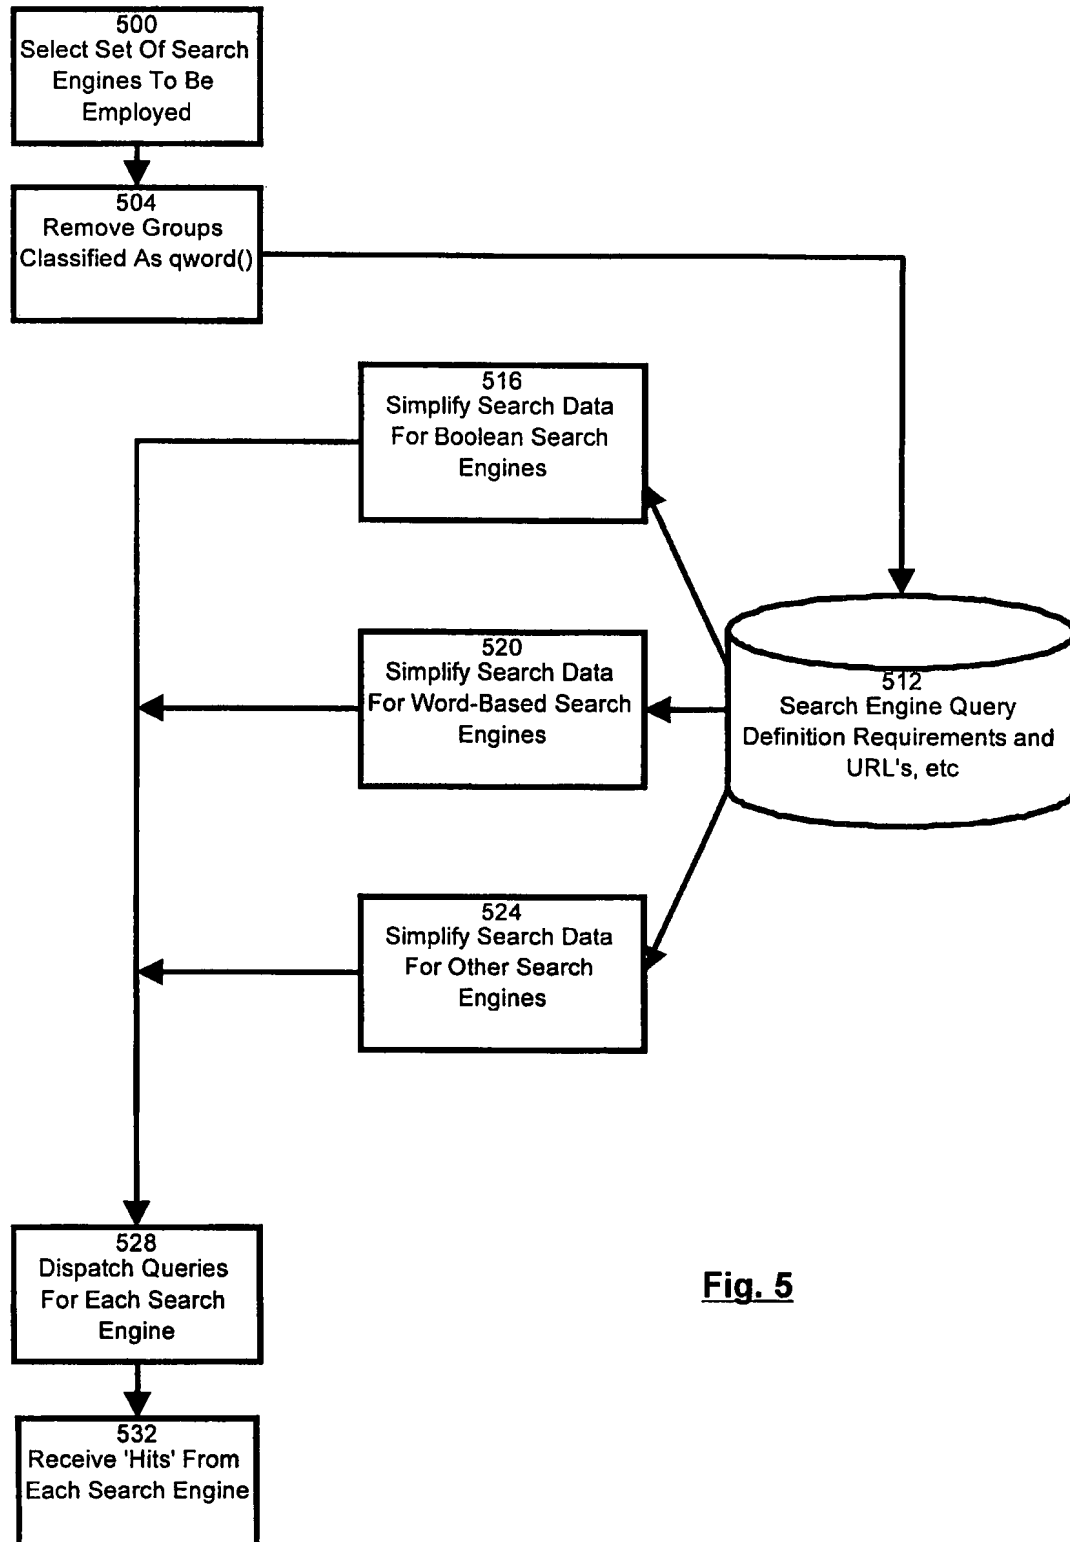 500
Select Set Of Search
Engines To Be
Employed
504
Remove Groups
Classified As qword()
516
Simplify Search Data
For Boolean Search
Engines
520
Simplify Search Data
For Word-Based Search
Engines
512
Search Engine Query
Definition Requirements and
URL's, etc
524
Simplify Search Data
For Other Search
Engines
528
Dispatch Queries
For Each Search
Engine
Fig. 5
532
Receive 'Hits' From
Each Search Engine